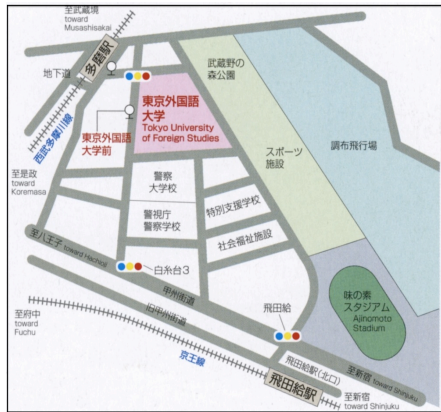 至武蔵境
toward
Musashisakai
多磨駅
地下道
西武多摩川線
東京外国語
大学前
東京外国語
大学
Tokyo University
of Foreign Studies
武蔵野の
森公園
スポーツ
施設
調布飛行場
至是政
toward
Koremasa
警察
大学校
警視庁
警察学校
特別支援学校
社会福祉施設
至八王子 toward Hachioji
白糸台3
甲州街道
旧甲州街道
飛田給
味の素
スタジアム
Ajinomoto
Stadium
至府中
toward
Fuchu
京王線
飛田給駅(北口)
飛田給駅
至新宿 toward Shinjuku
至新宿
toward Shinjuku